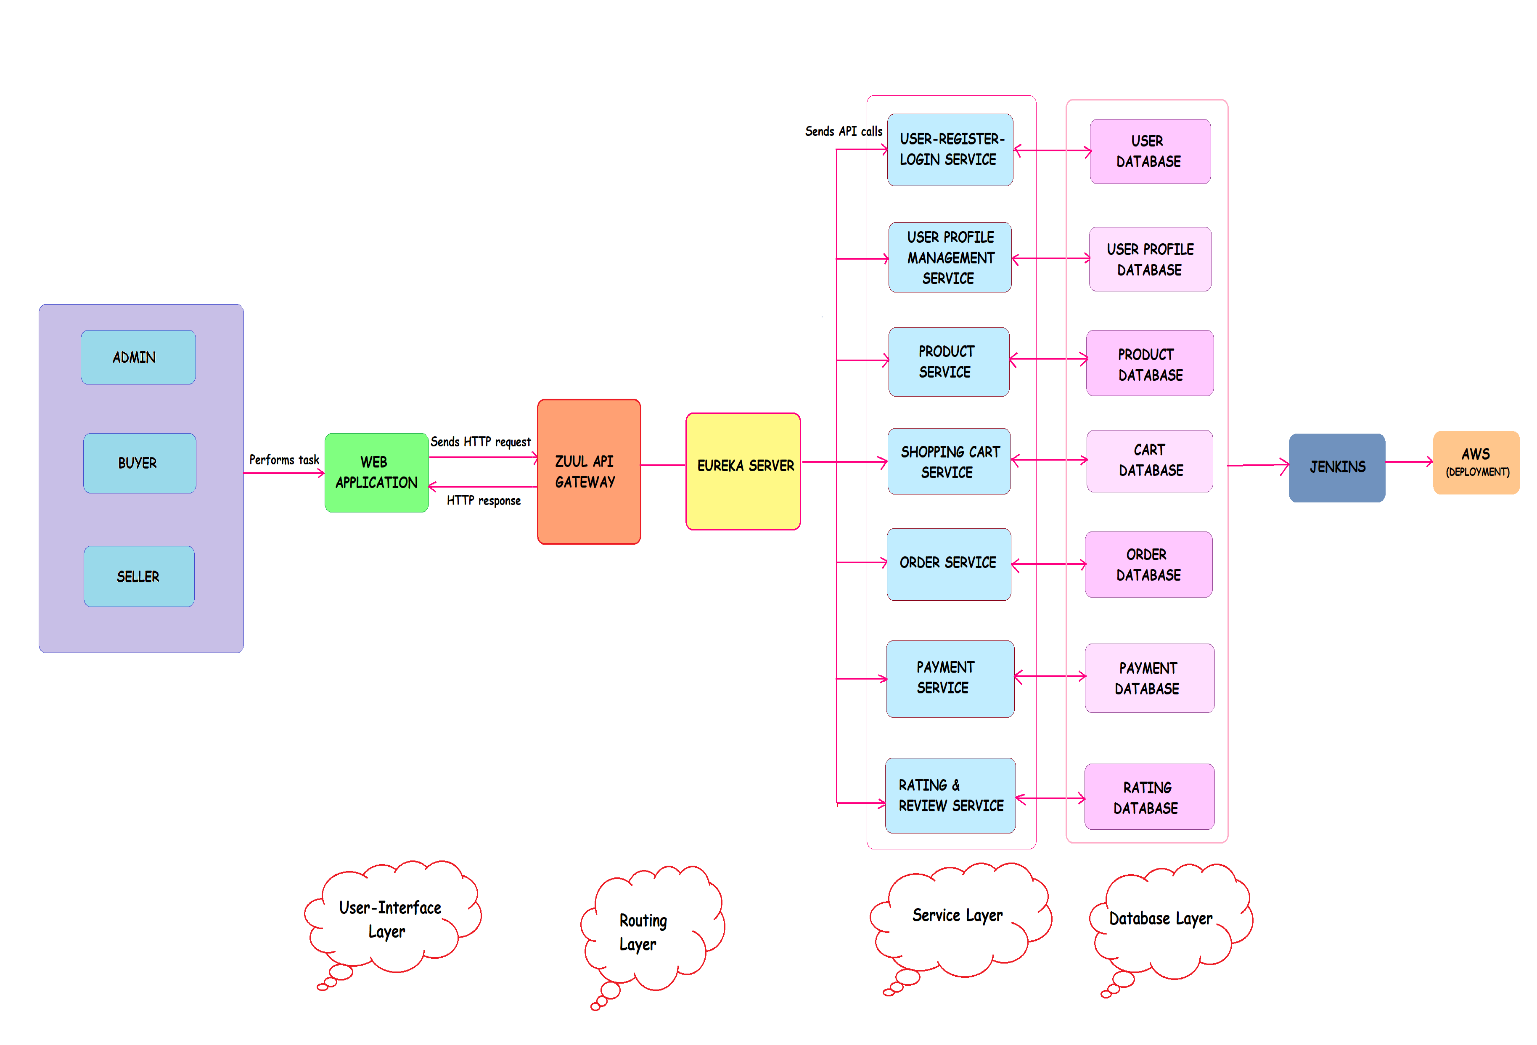 ADMIN
BUYER
SELLER
Performs task
WEB
APPLICATION
Sends HTTP request
HTTP response
ZUUL API
GATEWAY
EUREKA SERVER
Sends API calls
USER-REGISTER-
LOGIN SERVICE
USER PROFILE
MANAGEMENT
SERVICE
PRODUCT
SERVICE
SHOPPING CART
SERVICE
ORDER SERVICE
PAYMENT
SERVICE
RATING &
REVIEW SERVICE
USER
DATABASE
USER PROFILE
DATABASE
PRODUCT
DATABASE
CART
DATABASE
ORDER
DATABASE
PAYMENT
DATABASE
RATING
DATABASE
JENKINS
AWS
(DEPLOYMENT)
User-Interface
Layer
Routing
Layer
Service Layer
Database Layer